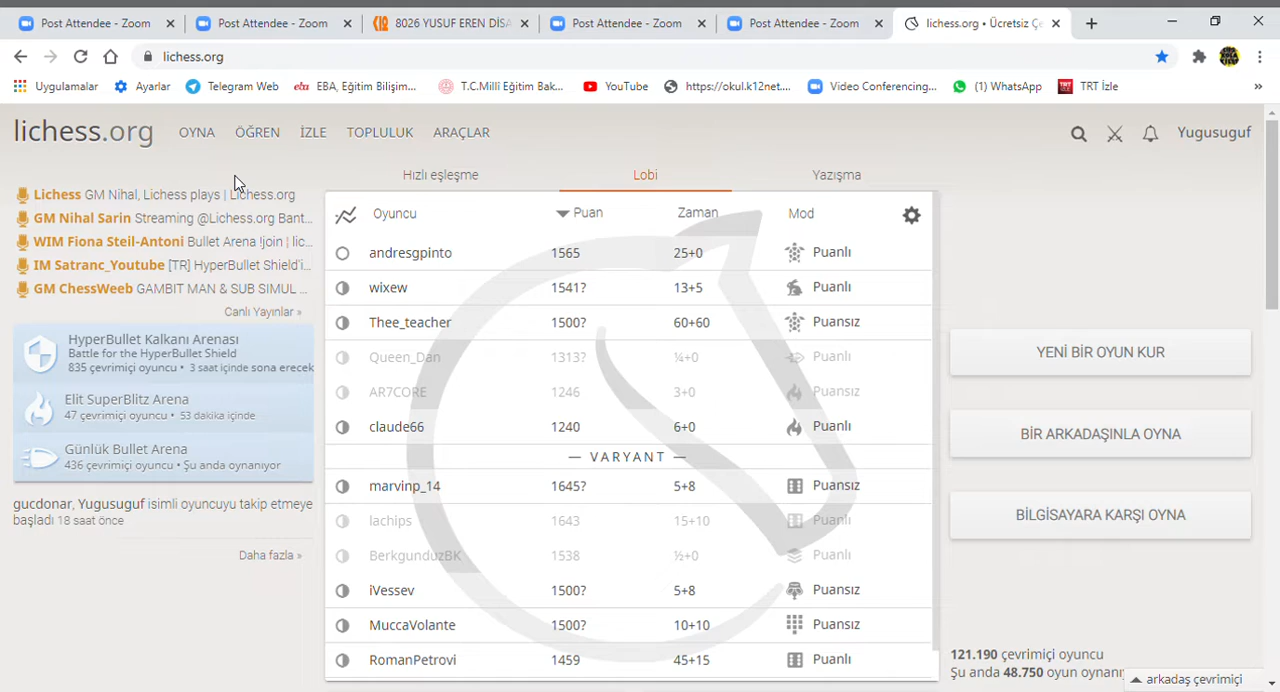 Post Attendee - Zoom
Post Attendee - Zoom
8026 YUSUF EREN DİSA
Post Attendee - Zoom
Post Attendee - Zoom
lichess.org • Ücretsiz Çe
lichess.org
Uygulamalar
Ayarlar
Telegram Web
eba EBA, Eğitim Bilişim...
T.C.Millî Eğitim Bak...
YouTube
https://okul.k12net....
Video Conferencing...
(1) WhatsApp
TRT TRT İzle
»
lichess.org
OYNA
ÖĞREN
İZLE
TOPLULUK
ARAÇLAR
Yugusuguf
Lichess GM Nihal, Lichess plays | Lichess.org
GM Nihal Sarin Streaming @Lichess.org Bant...
WIM Fiona Steil-Antoni Bullet Arena !join ¦ lic...
IM Satranc_Youtube [TR] HyperBullet Shield'i...
GM ChessWeeb GAMBIT MAN & SUB SIMUL ...
Canlı Yayınlar »
HyperBullet Kalkanı Arenası
Battle for the HyperBullet Shield
835 çevrimiçi oyuncu • 3 saat içinde sona erecek
Elit SuperBlitz Arena
47 çevrimiçi oyuncu • 53 dakika içinde
Günlük Bullet Arena
436 çevrimiçi oyuncu • Şu anda oynanıyor
gucdonar, Yugusuguf isimli oyuncuyu takip etmeye
başladı 18 saat önce
Daha fazla »
Hızlı eşleşme
Lobi
Yazışma
Oyuncu Puan Zaman Mod
andresgpinto 1565 25+0 Puanlı
wixew 1541? 13+5 Puanlı
Thee_teacher 1500? 60+60 Puansız
Queen_Dan 1313? ¼+0 Puanlı
AR7CORE 1246 3+0 Puansız
claude66 1240 6+0 Puanlı
— VARYANT —
marvinp_14 1645? 5+8 Puanlı
lachips 1643 15+10 Puanlı
BerkgunduzBK 1538 ½+0 Puanlı
iVessev 1500? 5+8 Puansız
MuccaVolante 1500? 10+10 Puansız
RomanPetrovi 1459 45+15 Puanlı
YENİ BİR OYUN KUR
BİR ARKADAŞINLA OYNA
BİLGİSAYARA KARŞI OYNA
121.190 çevrimiçi oyuncu
Şu anda 48.750 oyun oynanıy
arkadaş çevrimiçi